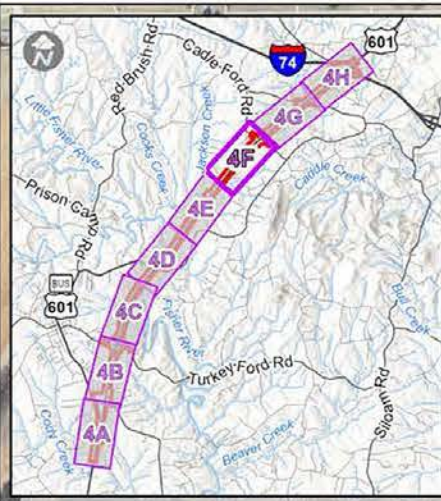 N
Red Brush Rd
Cadle Ford Rd
74
601
4H
4G
Little Fisher River
Cooks Creek
Jackson Creek
4F
Caddle Creek
Prison Camp Rd
4E
4D
Bull Creek
BUS
601
4C
Fisher River
4B
Turkey Ford Rd
Siloam Rd
4A
Cody Creek
Beaver Creek